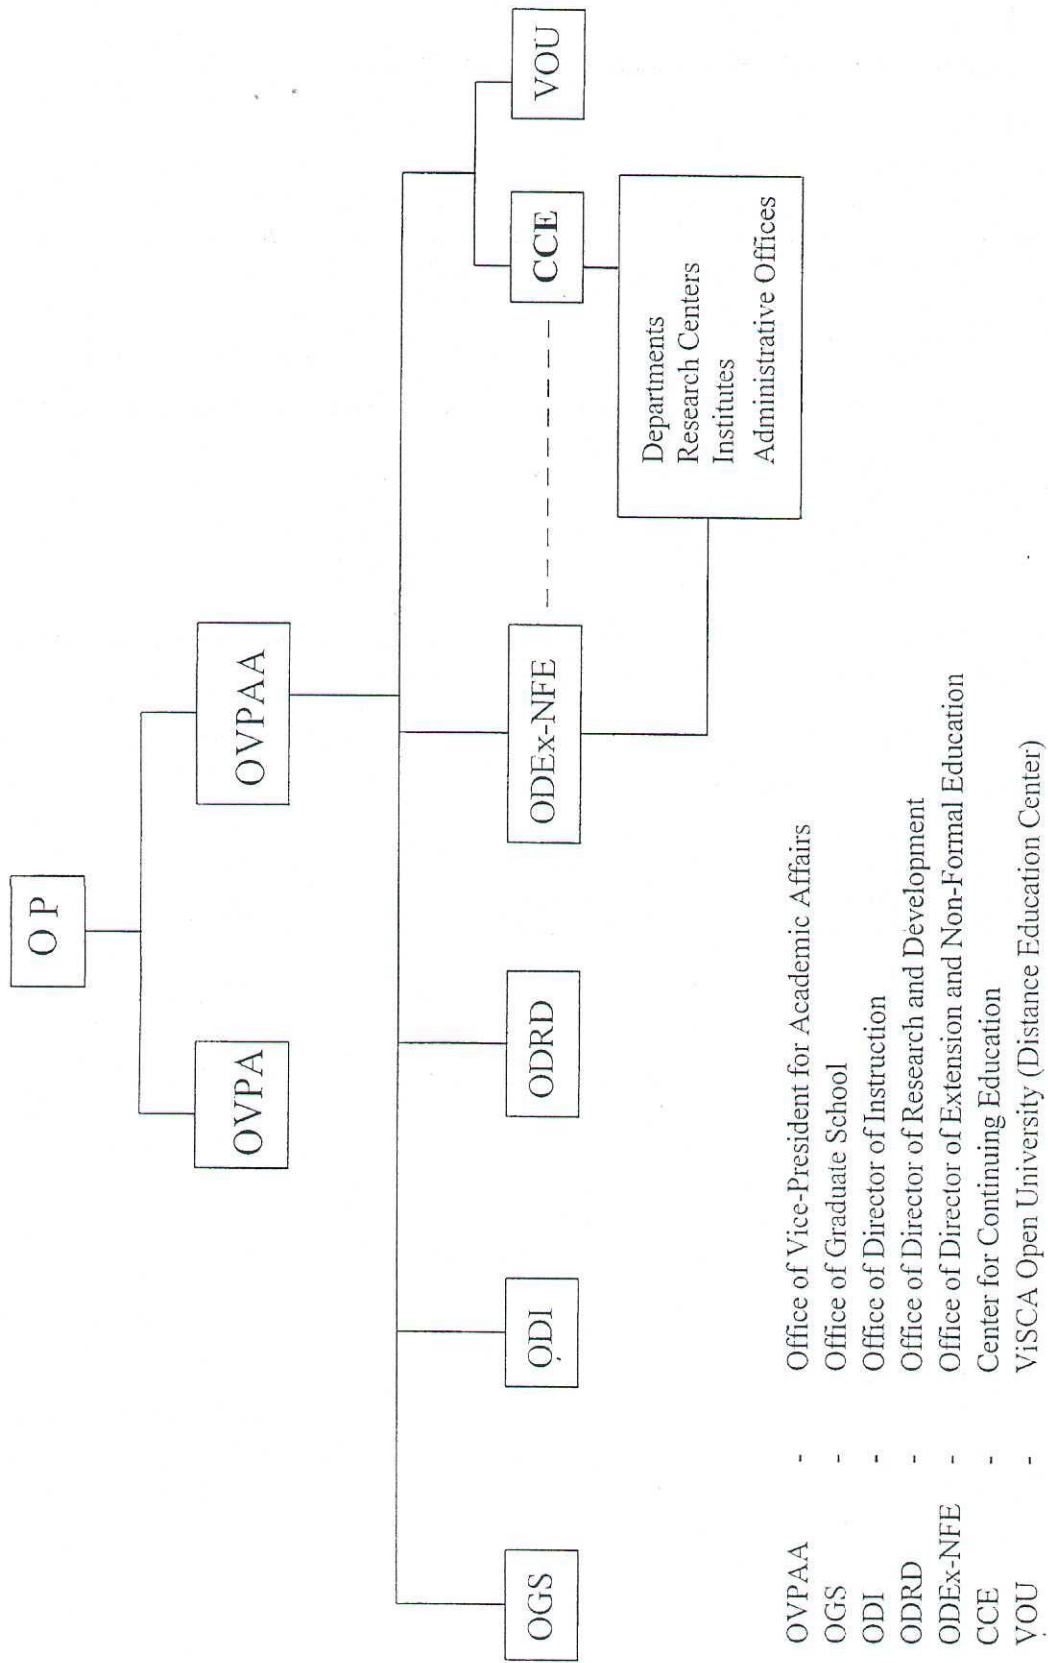 O P
OVPA
OVPAA
OGS
ODI
ODRD
ODEx-NFE
CCE
VOU
Departments
Research Centers
Institutes
Administrative Offices
OVPAA - Office of Vice-President for Academic Affairs
OGS - Office of Graduate School
ODI - Office of Director of Instruction
ODRD - Office of Director of Research and Development
ODEx-NFE - Office of Director of Extension and Non-Formal Education
CCE - Center for Continuing Education
VOU - ViSCA Open University (Distance Education Center)